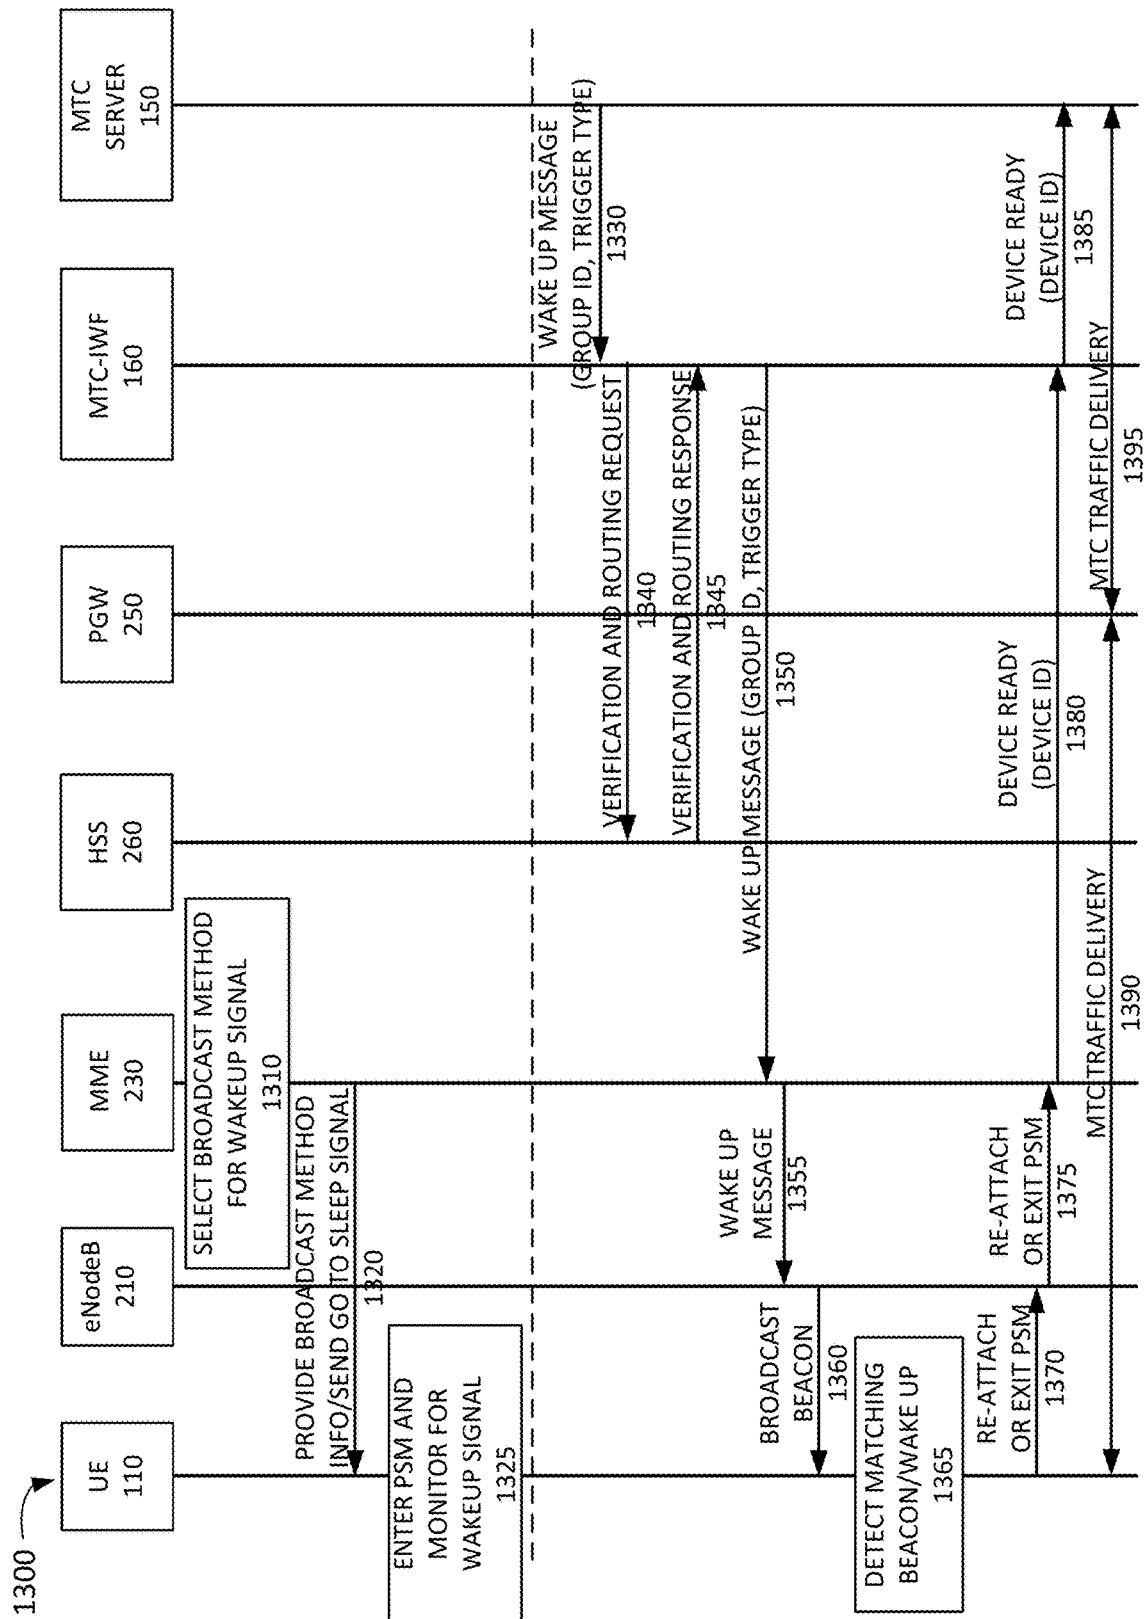 1300
UE
110
eNodeB
210
MME
230
HSS
260
PGW
250
MTC-IWF
160
MTC
SERVER
150
SELECT BROADCAST METHOD
FOR WAKEUP SIGNAL
1310
PROVIDE BROADCAST METHOD
INFO/SEND GO TO SLEEP SIGNAL
1320
ENTER PSM AND
MONITOR FOR
WAKEUP SIGNAL
1325
WAKE UP MESSAGE
(GROUP ID, TRIGGER TYPE)
1330
VERIFICATION AND ROUTING REQUEST
1340
VERIFICATION AND ROUTING RESPONSE
1345
WAKE UP MESSAGE (GROUP ID, TRIGGER TYPE)
1350
WAKE UP
MESSAGE
1355
BROADCAST
BEACON
1360
DETECT MATCHING
BEACON/WAKE UP
1365
RE-ATTACH
OR EXIT PSM
1370
RE-ATTACH
OR EXIT PSM
1375
DEVICE READY
(DEVICE ID)
1380
DEVICE READY
(DEVICE ID)
1385
MTC TRAFFIC DELIVERY
1390
MTC TRAFFIC DELIVERY
1395